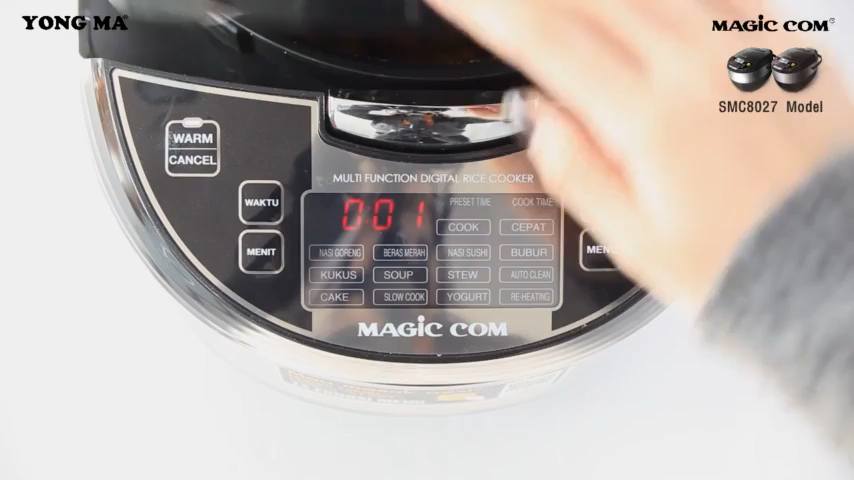 YONG MA
MAGIC COM
SMC8027 Model
WARM
CANCEL
MULTI FUNCTION DIGITAL RICE COOKER
WAKTU
0:01
PRESET TIME
COOK TIME
COOK
CEPAT
MENIT
NASI GORENG
BERAS MERAH
NASI SUSHI
BUBUR
KUKUS
SOUP
STEW
AUTO CLEAN
CAKE
SLOW COOK
YOGURT
RE-HEATING
MAGIC COM